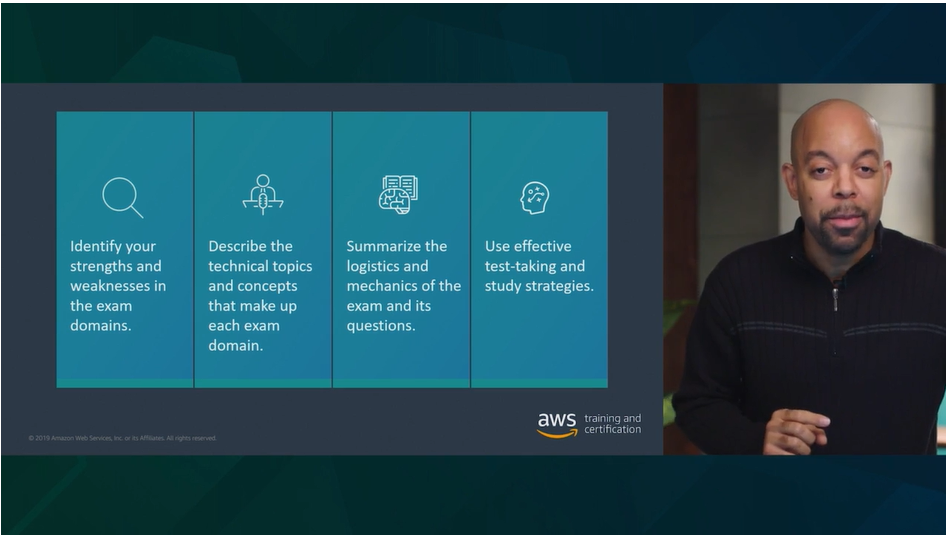 Identify your
strengths and
weaknesses in
the exam
domains.
Describe the
technical topics
and concepts
that make up
each exam
domain.
Summarize the
logistics and
mechanics of the
exam and its
questions.
Use effective
test-taking and
study strategies.
© 2019 Amazon Web Services, Inc. or its Affiliates. All rights reserved
aws training and
certification